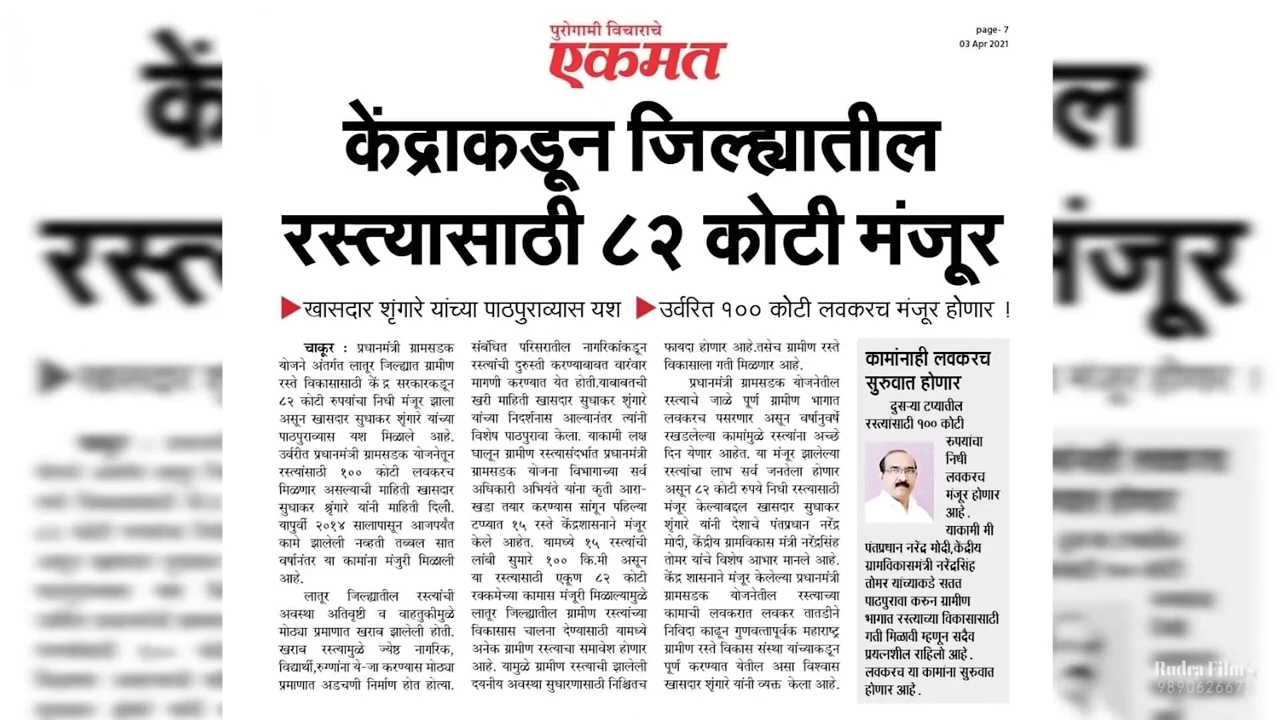 पुरोगामी विचाराचे
एकमत
page- 7
03 Apr 2021
केंद्राकडून जिल्ह्यातील
रस्त्यासाठी ८२ कोटी मंजूर
खासदार शृंगारे यांच्या पाठपुराव्यास यश
उर्वरित १०० कोटी लवकरच मंजूर होणार !
चाकूर : प्रधानमंत्री ग्रामसडक
योजने अंतर्गत लातूर जिल्ह्यात ग्रामीण
रस्ते विकासासाठी कें द्र सरकारकडून
८२ कोटी रुपयांचा निधी मंजूर झाला
असून खासदार सुधाकर शृंगारे यांच्या
पाठपुराव्यास यश मिळाले आहे.
उर्वरीत प्रधानमंत्री ग्रामसडक योजनेतून
रस्त्यांसाठी १०० कोटी लवकरच
मिळणार असल्याची माहिती खासदार
सुधाकर श्रृंगारे यांनी माहिती दिली.
यापुर्वी २०१४ सालापासून आजपर्यंत
कामे झालेली नव्हती तब्बल सात
वर्षानंतर या कामांना मंजुरी मिळाली
आहे.
लातूर जिल्ह्यातील रस्त्यांची
अवस्था अतिवृष्टी व वाहतुकीमुळे
मोठ्या प्रमाणात खराब झालेली होती.
खराब रस्त्यामुळे ज्येष्ठ नागरिक,
विद्यार्थी,रुग्णांना ये-जा करण्यास मोठ्या
प्रमाणात अडचणी निर्माण होत होत्या.
संबंधित परिसरातील नागरिकांकडून
रस्त्यांची दुरुस्ती करण्याबाबत वारंवार
मागणी करण्यात येत होती.याबाबतची
खरी माहिती खासदार सुधाकर शृंगारे
यांच्या निदर्शनास आल्यानंतर त्यांनी
विशेष पाठपुरावा केला. याकामी लक्ष
घालून ग्रामीण रस्त्यासंदर्भात प्रधानमंत्री
ग्रामसडक योजना विभागाच्या सर्व
अधिकारी अभियंते यांना कृती आरा-
खडा तयार करण्यास सांगून पहिल्या
टप्प्यात १५ रस्ते केंद्रशासनाने मंजूर
केले आहेत. यामध्ये १५ रस्त्यांची
लांबी सुमारे १०० कि.मी असून
या रस्त्यासाठी एकूण ८२ कोटी
रक्कमेच्या कामास मंजूरी मिळाल्यामुळे
लातूर जिल्ह्यातील ग्रामीण रस्त्यांच्या
विकासास चालना देण्यासाठी यामध्ये
अनेक ग्रामीण रस्त्याचा समावेश होणार
आहे. यामुळे ग्रामीण रस्त्याची झालेली
दयनीय अवस्था सुधारणासाठी निश्चितच
फायदा होणार आहे.तसेच ग्रामीण रस्ते
विकासाला गती मिळणार आहे.
प्रधानमंत्री ग्रामसडक योजनेतील
रस्त्याचे जाळे पूर्ण ग्रामीण भागात
लवकरच पसरणार असून वर्षानुवर्षे
रखडलेल्या कामांमुळे रस्त्यांना अच्छे
दिन येणार आहेत. या मंजूर झालेल्या
रस्त्यांचा लाभ सर्व जनतेला होणार
असून ८२ कोटी रुपये निधी रस्त्यासाठी
मंजूर केल्याबद्दल खासदार सुधाकर
शृंगारे यांनी देशाचे पंतप्रधान नरेंद्र
मोदी, केंद्रीय ग्रामविकास मंत्री नरेंद्रसिंह
तोमर यांचे विशेष आभार मानले आहे.
केंद्र शासनाने मंजूर केलेल्या प्रधानमंत्री
ग्रामसडक योजनेतील रस्त्याच्या
कामाची लवकरात लवकर तातडीने
निविदा काढून गुणवत्तापूर्वक महाराष्ट्र
ग्रामीण रस्ते विकास संस्था यांच्याकडून
पूर्ण करण्यात येतील असा विश्वास
खासदार शृंगारे यांनी व्यक्त केला आहे.
कामांनाही लवकरच
सुरुवात होणार
दुसऱ्या टप्यातील
रस्त्यांसाठी १०० कोटी
रुपयांचा
निधी
लवकरच
मंजूर होणार
आहे.
याकामी मी
पंतप्रधान नरेंद्र मोदी,केंद्रीय
ग्रामविकासमंत्री नरेंद्रसिंह
तोमर यांच्याकडे सतत
पाठपुरावा करुन ग्रामीण
भागात रस्त्याच्या विकासासाठी
गती मिळावी म्हणून सदैव
प्रयत्नशील राहिलो आहे.
लवकरच या कामांना सुरुवात
होणार आहे.
Rudra Film's